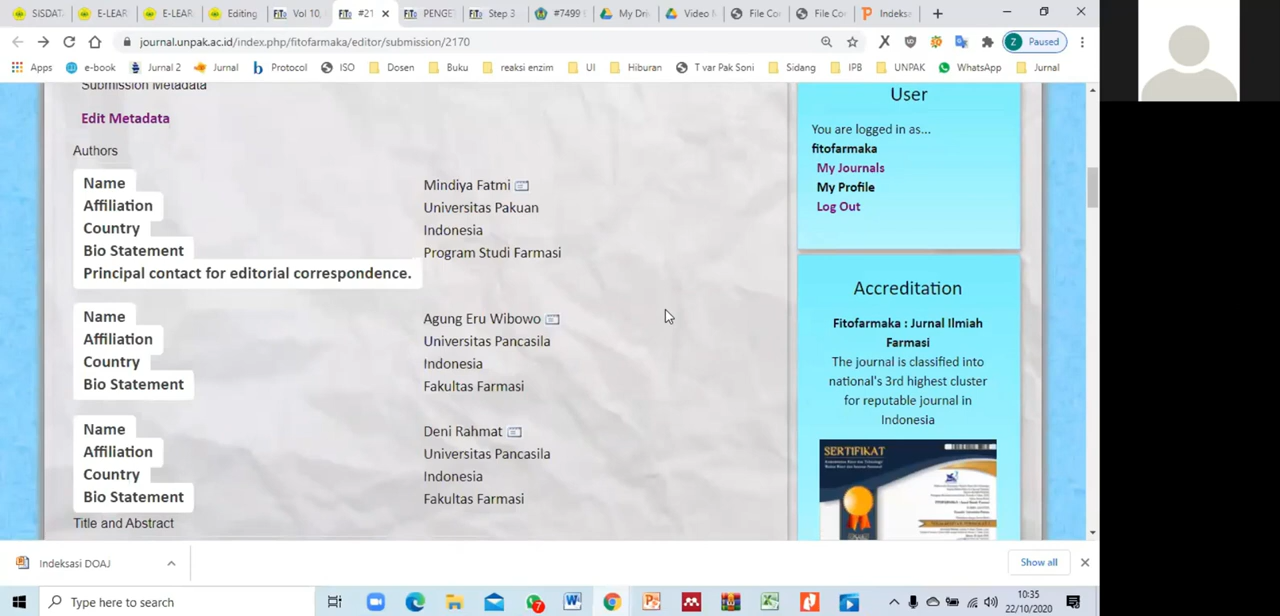 SiSDAT
E-LEAR
E-LEAR
Editing
Vol 10,
#21
PENGE
Step 3
#7499
My Dri
Video
File Co
File Co
Indeks
journal.unpak.ac.id/index.php/fitofarmaka/editor/submission/2170
Z Paused
Apps
e-book
Jurnal 2
Jurnal
Protocol
ISO
Dosen
Buku
reaksi enzim
UI
Hiburan
T var Pak Soni
Sidang
IPB
UNPAK
WhatsApp
Jurnal
Submission Metadata
Edit Metadata
Authors
Name Mindiya Fatmi
Affiliation Universitas Pakuan
Country Indonesia
Bio Statement Program Studi Farmasi
Principal contact for editorial correspondence.
Name Agung Eru Wibowo
Affiliation Universitas Pancasila
Country Indonesia
Bio Statement Fakultas Farmasi
Name Deni Rahmat
Affiliation Universitas Pancasila
Country Indonesia
Bio Statement Fakultas Farmasi
Title and Abstract
User
You are logged in as...
fitofarmaka
My Journals
My Profile
Log Out
Accreditation
Fitofarmaka : Jurnal Ilmiah
Farmasi
The journal is classified into
national's 3rd highest cluster
for reputable journal in
Indonesia
SERTIFIKAT
Indeksasi DOAJ
Show all
Type here to search
7
10:35
22/10/2020